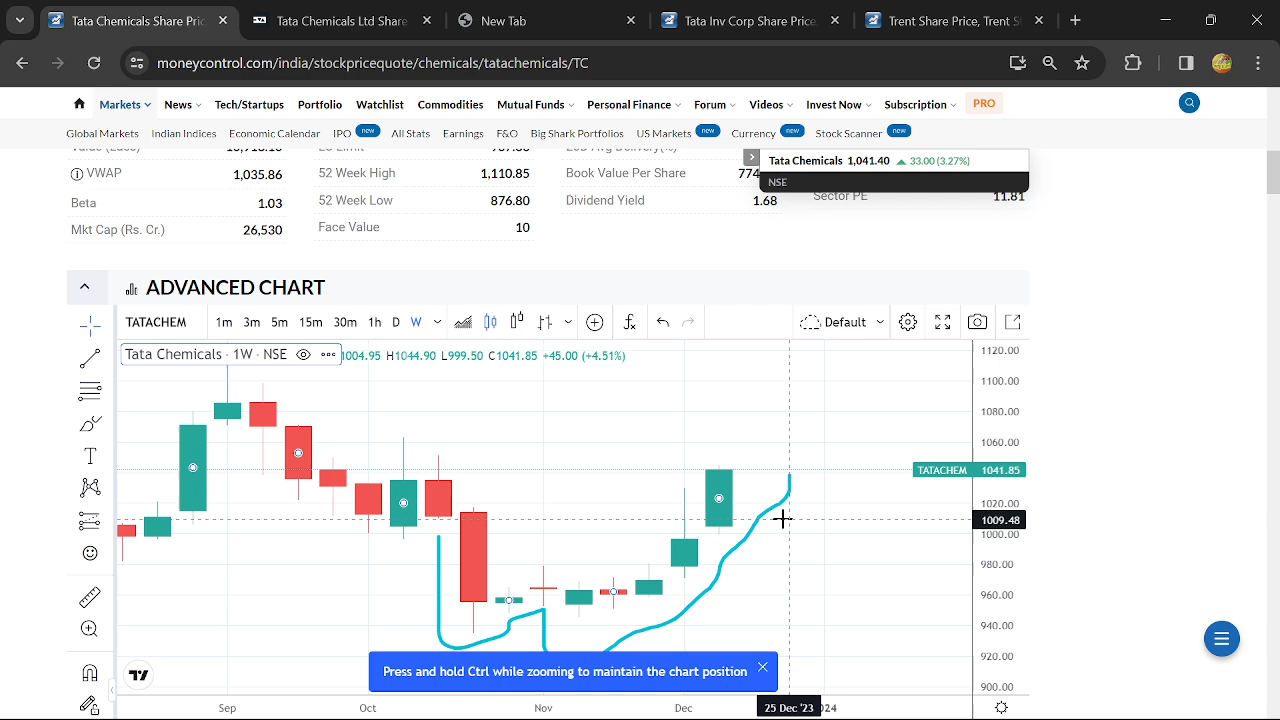 Tata Chemicals Share Pric
Tata Chemicals Ltd Share
New Tab
Tata Inv Corp Share Price,
Trent Share Price, Trent St
moneycontrol.com/india/stockpricequote/chemicals/tatachemicals/TC
Markets News Tech/Startups Portfolio Watchlist Commodities Mutual Funds Personal Finance Forum Videos Invest Now Subscription PRO
Global Markets Indian Indices Economic Calendar IPO new All Stats Earnings F&O Big Shark Portfolios US Markets new Currency new Stock Scanner new
Tata Chemicals 1,041.40 33.00 (3.27%)
NSE
VWAP 1,035.86 52 Week High 1,110.85 Book Value Per Share 774
Beta 1.03 52 Week Low 876.80 Dividend Yield 1.68 Sector PE 11.81
Mkt Cap (Rs. Cr.) 26,530 Face Value 10
ADVANCED CHART
TATACHEM 1m 3m 5m 15m 30m 1h D W Default
Tata Chemicals · 1W · NSE 1004.95 H1044.90 L999.50 C1041.85 +45.00 (+4.51%)
1120.00
1100.00
1080.00
1060.00
TATACHEM 1041.85
1020.00
1009.48
1000.00
980.00
960.00
940.00
920.00
900.00
Press and hold Ctrl while zooming to maintain the chart position
Sep Oct Nov Dec 25 Dec '23 24